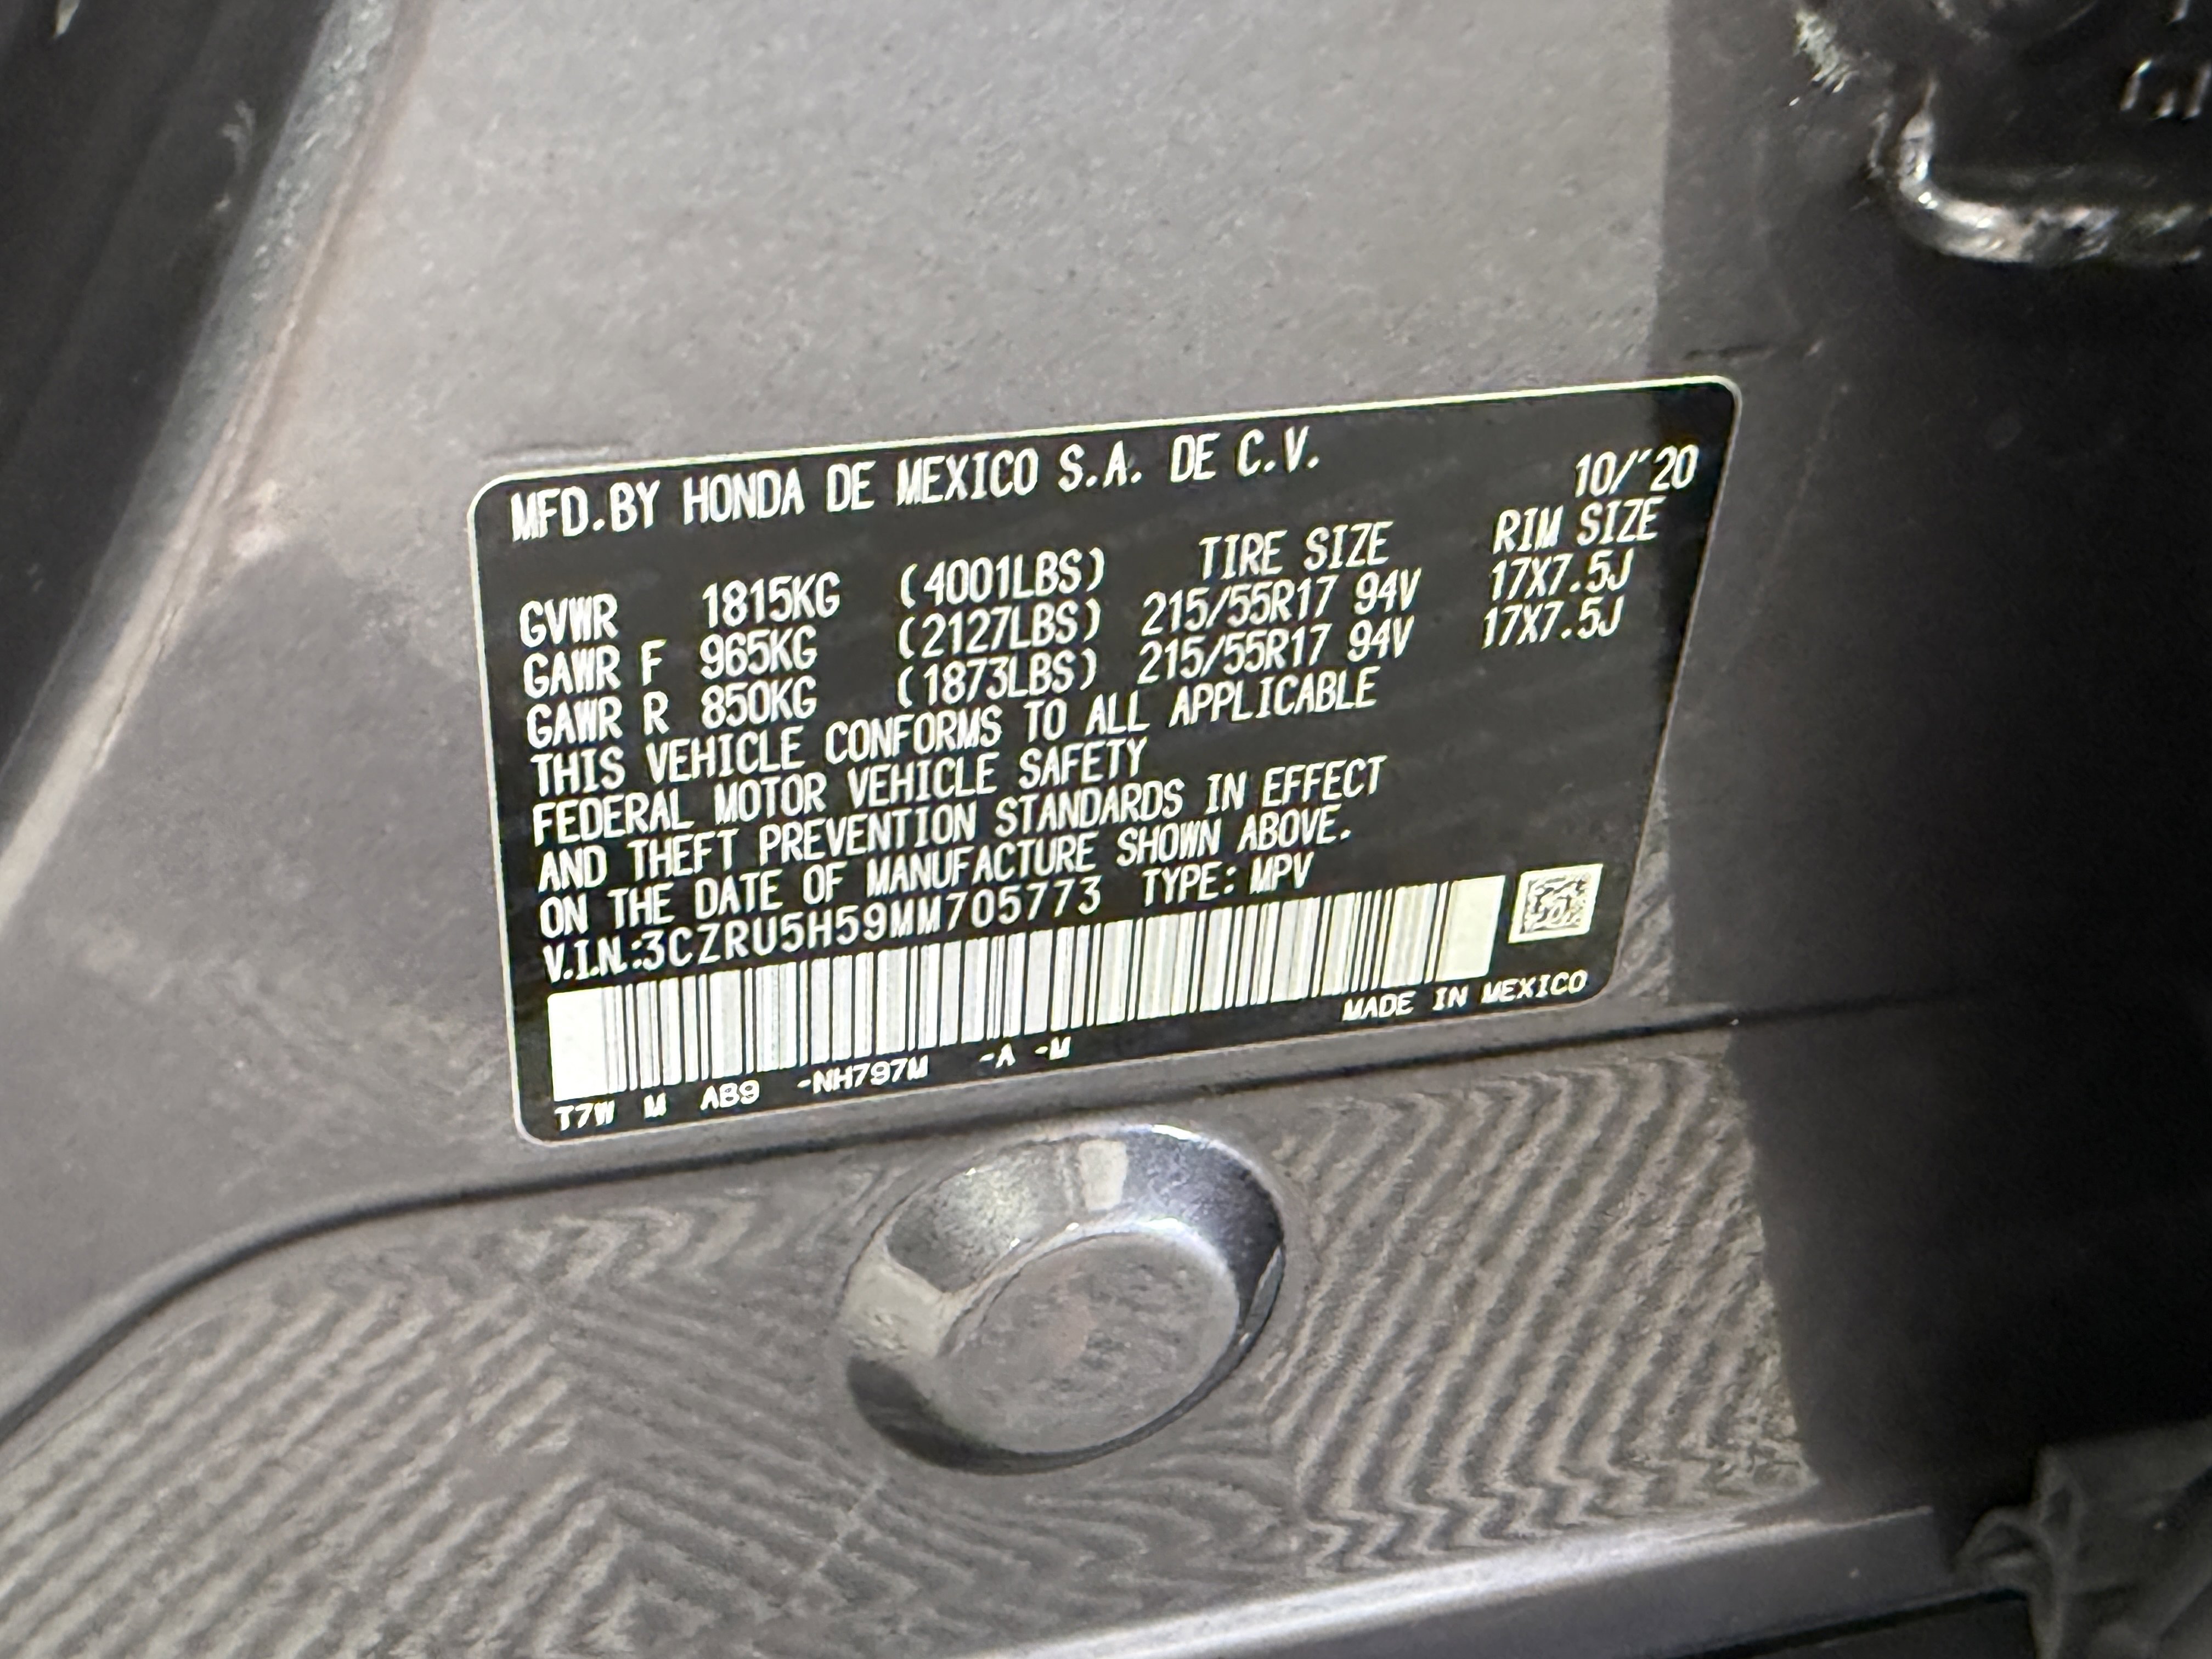 MFD.BY HONDA DE MEXICO S.A. DE C.V.
10/'20
TIRE SIZE RIM SIZE
GVWR 1815KG (4001LBS)
GAWR F 965KG (2127LBS) 215/55R17 94V 17X7.5J
GAWR R 850KG (1873LBS) 215/55R17 94V 17X7.5J
THIS VEHICLE CONFORMS TO ALL APPLICABLE
FEDERAL MOTOR VEHICLE SAFETY
AND THEFT PREVENTION STANDARDS IN EFFECT
ON THE DATE OF MANUFACTURE SHOWN ABOVE.
V.I.N.:3CZRU5H59MM705773 TYPE: MPV
MADE IN MEXICO
T7W M AB9 -NH797M -A -M